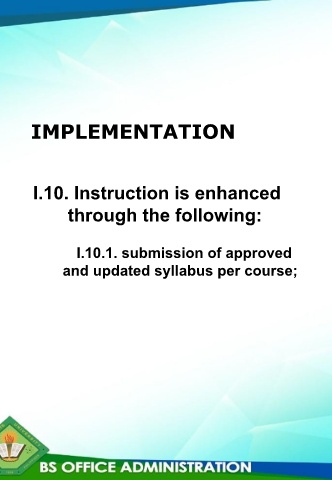 IMPLEMENTATION
I.10. Instruction is enhanced
through the following:
I.10.1. submission of approved
and updated syllabus per course;
BS OFFICE ADMINISTRATION